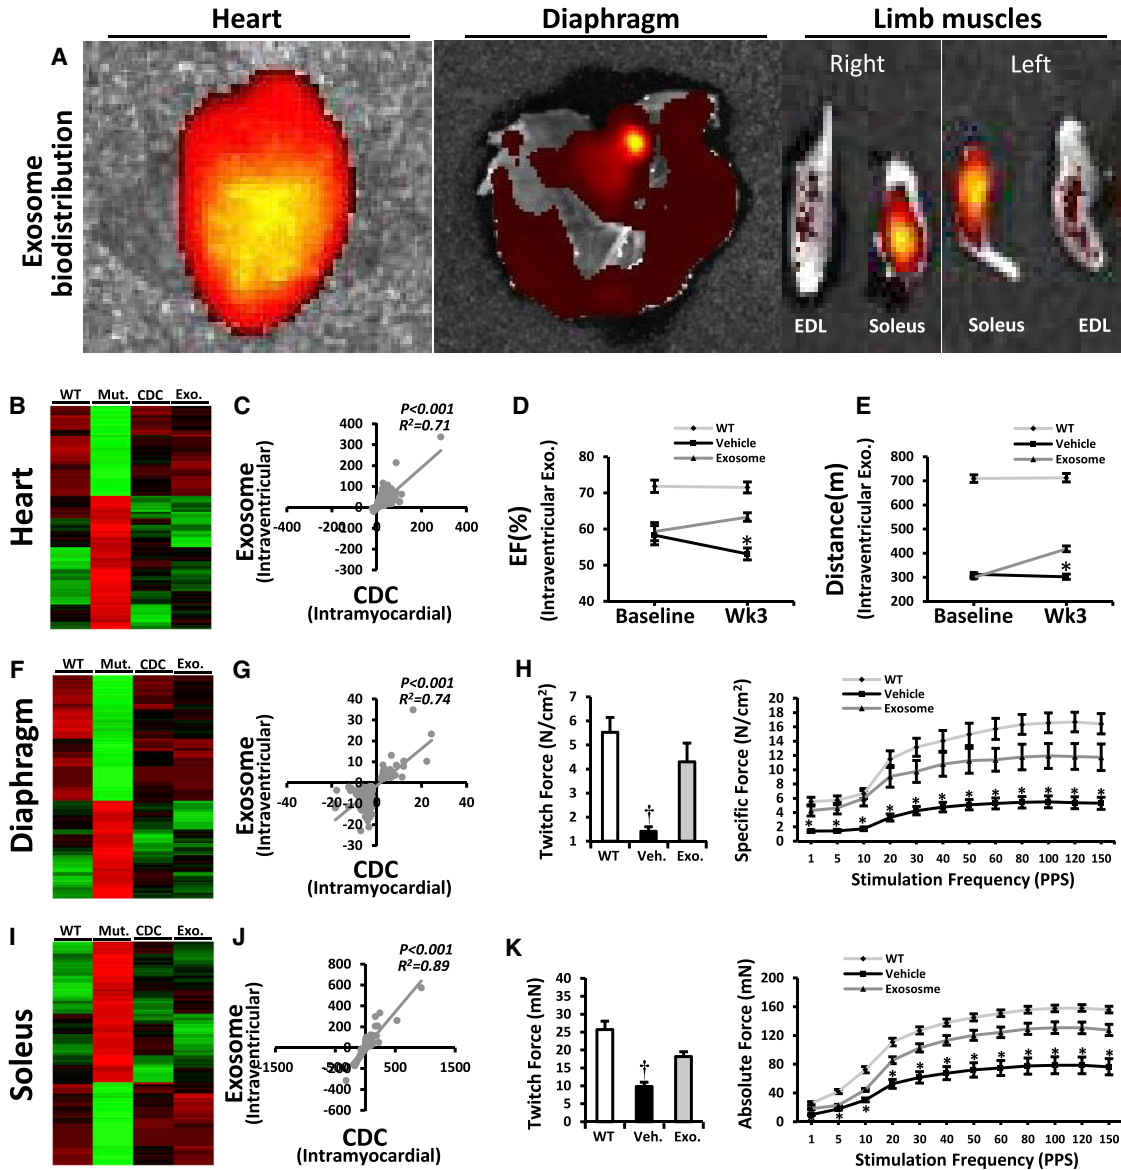 Heart
Diaphragm
Limb muscles
A
Exosome
biodistribution
Right
Left
EDL
Soleus
Soleus
EDL
B
WT Mut. CDC Exo.
Heart
C
P<0.001
R²=0.71
400
300
200
100
0
-100
-200
-300
-400 -200 0 200 400
Exosome
(Intraventricular)
CDC
(Intramyocardial)
D
WT
Vehicle
Exosome
80
70
60
50
40
EF(%)
(Intraventricular Exo.)
*
Baseline Wk3
E
WT
Vehicle
Exosome
800
700
600
500
400
300
200
Distance(m)
(Intraventricular Exo.)
*
Baseline Wk3
F
WT Mut. CDC Exo.
Diaphragm
G
P<0.001
R²=0.74
40
30
20
10
0
-10
-20
-30
-40 -20 0 20 40
Exosome
(Intraventricular)
CDC
(Intramyocardial)
H
Twitch Force (N/cm²)
7
6
5
4
3
2
1
†
WT Veh. Exo.
WT
Vehicle
Exosome
Specific Force (N/cm²)
20
18
16
14
12
10
8
6
4
2
0
* * * * * * * * * * *
1 5 10 20 30 40 50 60 80 100 120 150
Stimulation Frequency (PPS)
I
WT Mut. CDC Exo.
Soleus
J
P<0.001
R²=0.89
800
600
400
200
0
-200
-400
-600
-1500 -500 500 1500
Exosome
(Intraventricular)
CDC
(Intramyocardial)
K
Twitch Force (mN)
40
35
30
25
20
15
10
5
0
†
WT Veh. Exo.
WT
Vehicle
Exososme
Absolute Force (mN)
200
160
120
80
40
0
* * * * * * * * * * *
1 5 10 20 30 40 50 60 80 100 120 150
Stimulation Frequency (PPS)